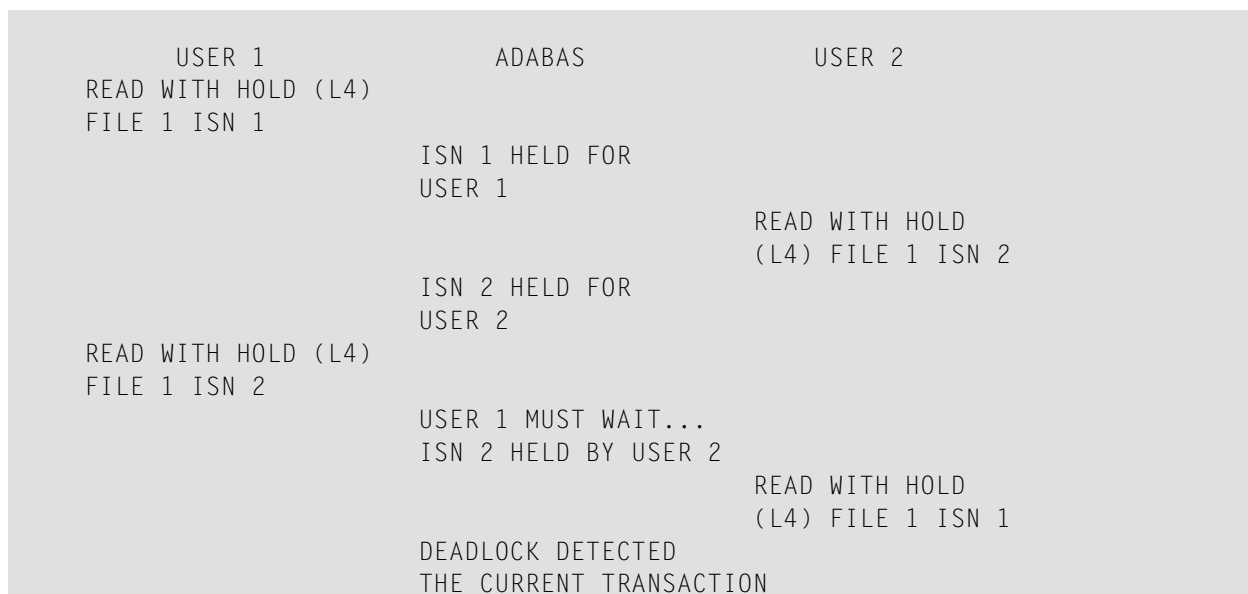 USER 1 ADABAS USER 2
READ WITH HOLD (L4)
FILE 1 ISN 1
ISN 1 HELD FOR
USER 1
READ WITH HOLD
(L4) FILE 1 ISN 2
ISN 2 HELD FOR
USER 2
READ WITH HOLD (L4)
FILE 1 ISN 2
USER 1 MUST WAIT...
ISN 2 HELD BY USER 2
READ WITH HOLD
(L4) FILE 1 ISN 1
DEADLOCK DETECTED
THE CURRENT TRANSACTION